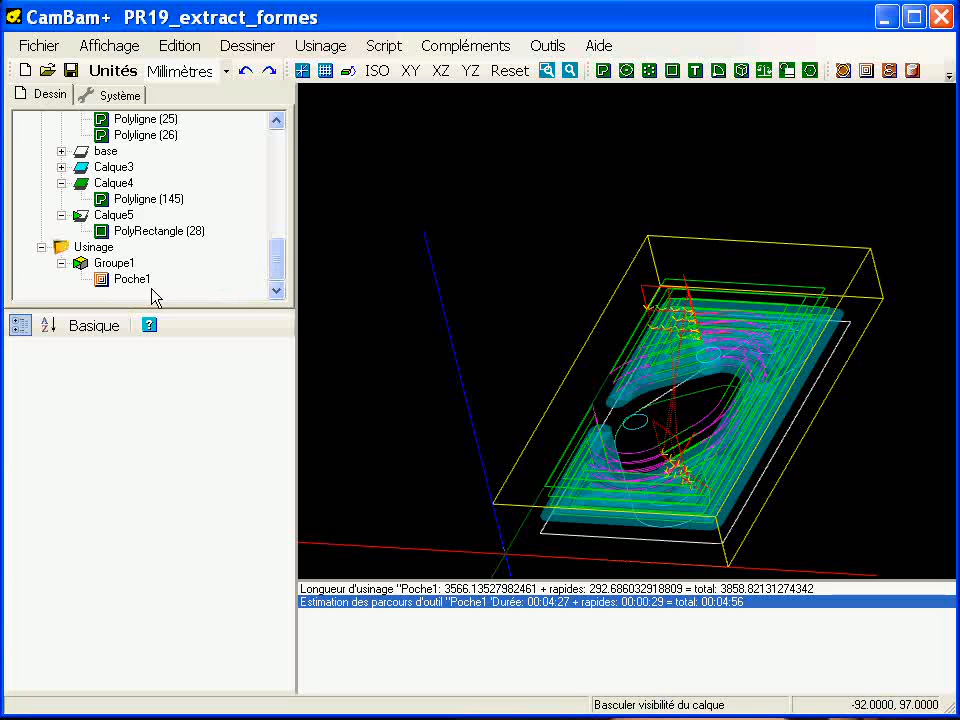 CamBam+ PR19_extract_formes
Fichier Affichage Edition Dessiner Usinage Script Compléments Outils Aide
Unités Millimètres ISO XY XZ YZ Reset
Dessin Système
Polyligne (25)
Polyligne (26)
base
Calque3
Calque4
Polyligne (145)
Calque5
PolyRectangle (28)
Usinage
Groupe1
Poche1
Basique
Longueur d'usinage "Poche1: 3566.13527982461 + rapides: 292.686032918809 = total: 3858.82131274342
Estimation des parcours d'outil "Poche1 'Durée: 00:04:27 + rapides: 00:00:29 = total: 00:04:56
Basculer visibilité du calque -92.0000, 97.0000